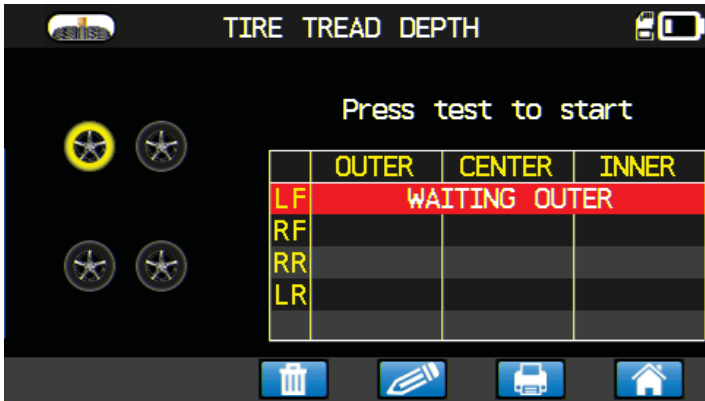 TIRE TREAD DEPTH
Press test to start
OUTER CENTER INNER
LF WAITING OUTER
RF
RR
LR